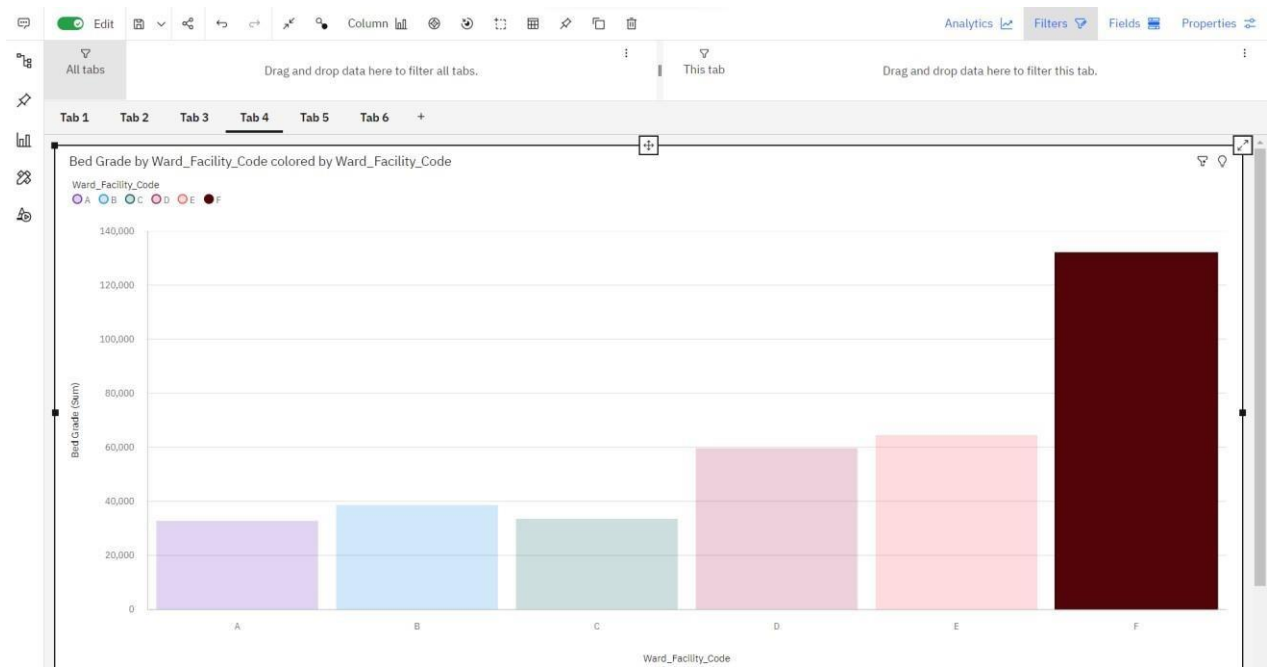 Edit
Column
Analytics
Filters
Fields
Properties
All tabs
Drag and drop data here to filter all tabs.
This tab
Drag and drop data here to filter this tab.
Tab 1
Tab 2
Tab 3
Tab 4
Tab 5
Tab 6
+
Bed Grade by Ward_Facility_Code colored by Ward_Facility_Code
Ward_Facility_Code
A B C D E F
140,000
120,000
100,000
80,000
60,000
40,000
20,000
0
Bed Grade (Sum)
A B C D E F
Ward_Facility_Code